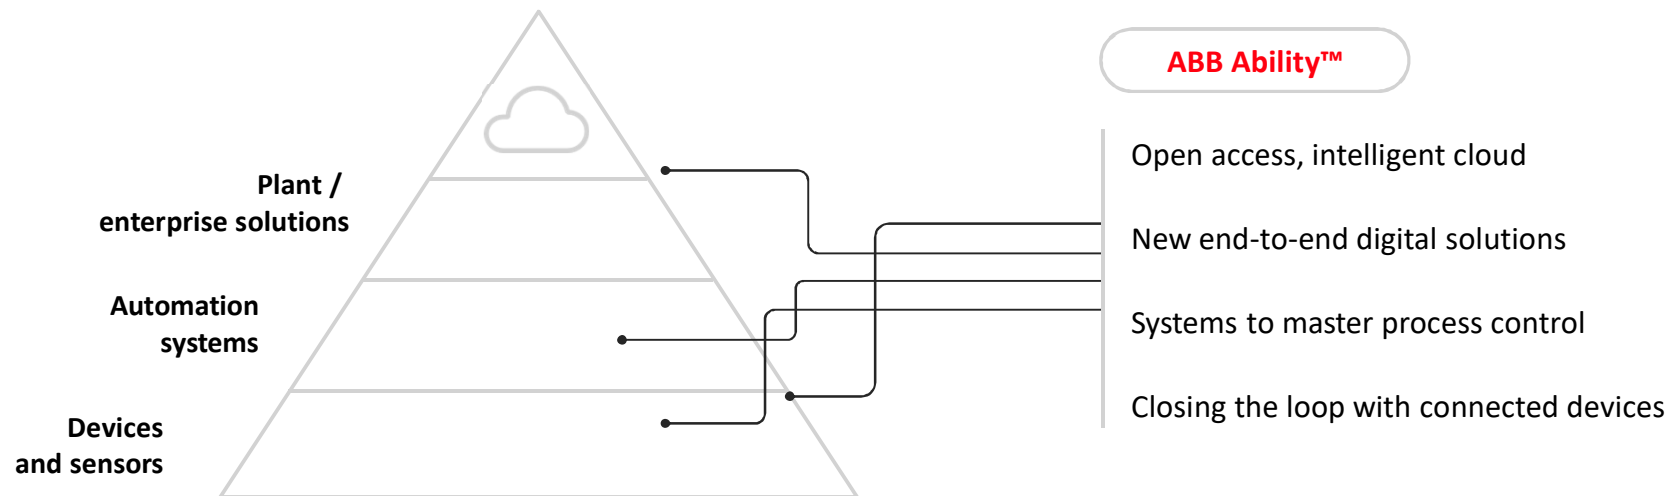 Plant /
enterprise solutions
Automation
systems
Devices
and sensors
ABB Ability™
Open access, intelligent cloud
New end-to-end digital solutions
Systems to master process control
Closing the loop with connected devices